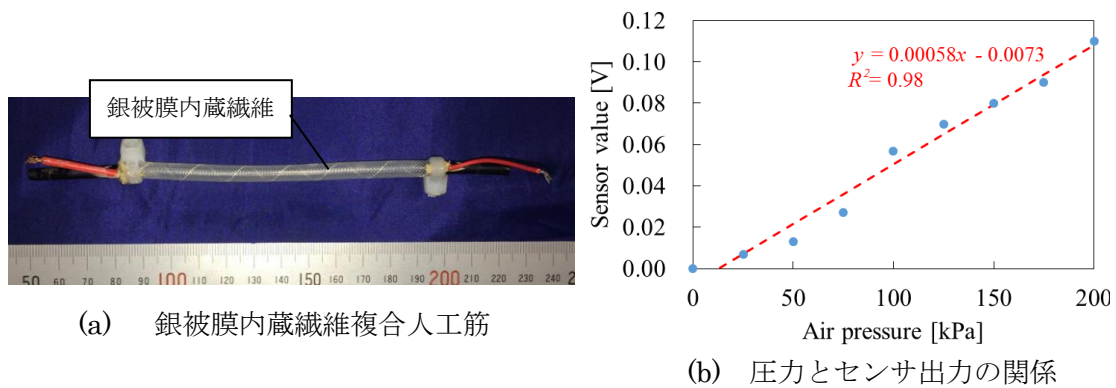 銀被膜内蔵繊維
50 60 70 80 90 100 110 120 130 140 150 160 170 180 190 200 210 220 230 240 2
(a) 銀被膜内蔵繊維複合人工筋
0.12
0.10
0.08
0.06
0.04
0.02
0.00
Sensor value [V]
y = 0.00058x - 0.0073
R²= 0.98
0 50 100 150 200
Air pressure [kPa]
(b) 圧力とセンサ出力の関係